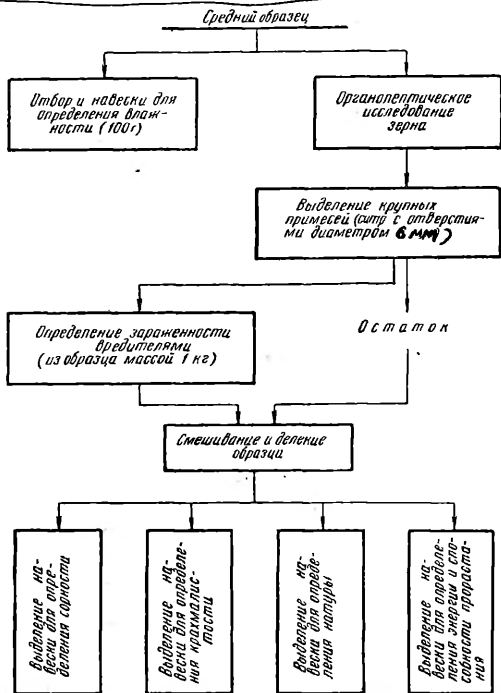 Средний образец
Отбор и навески для
определения влаж-
ности (100г)
Органолептическое
исследование
зерна
Выделение крупных
примесей (сито с отверстия-
ми диаметром 6 мм)
Определение зараженности
вредителями
(из образца массой 1 кг)
Остаток
Смешивание и деление
образца
Выделение на-
вески для опре-
деления сорности
Выделение на-
вески для определе-
ния крахмалис-
тости
Выделение на-
вески для опреде-
ления натуры
Выделение на-
вески для определе-
ления энергии и спо-
собности прораста-
ния